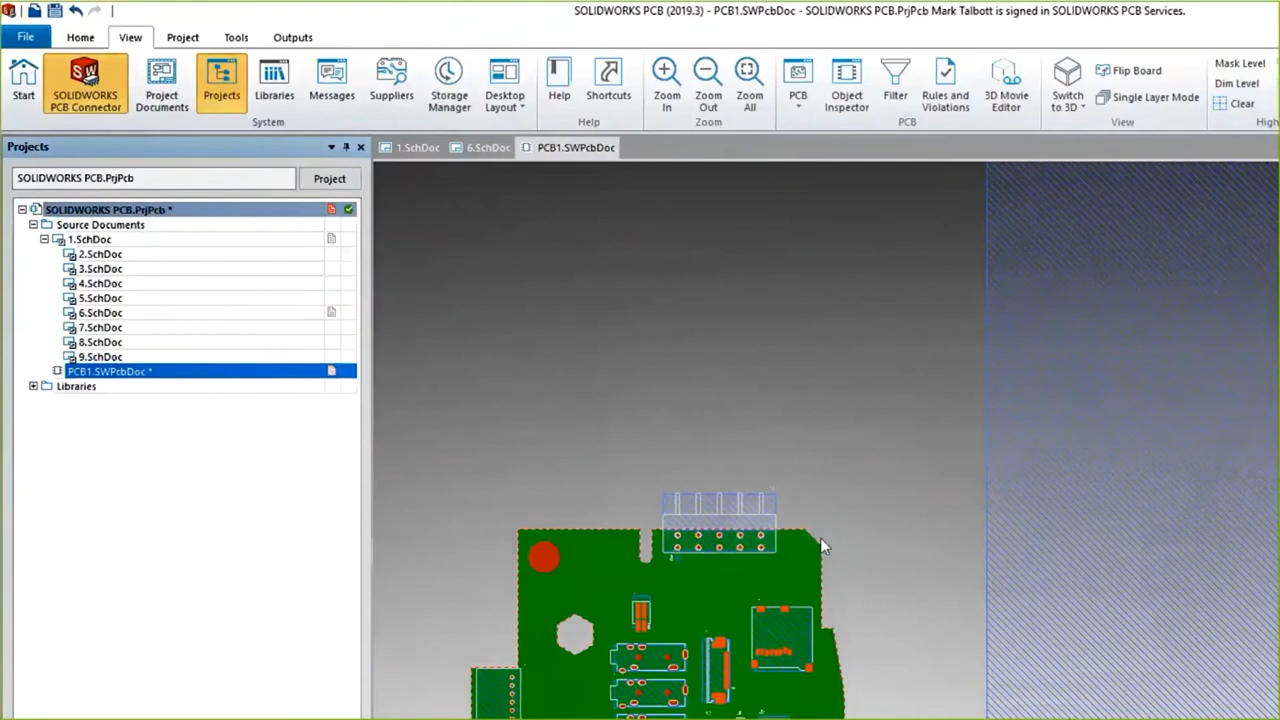 SOLIDWORKS PCB (2019.3) - PCB1.SWPcbDoc - SOLIDWORKS PCB.PrjPcb Mark Talbott is signed in SOLIDWORKS PCB Services.
File Home View Project Tools Outputs
Start
SOLIDWORKS PCB Connector
Project Documents
Projects
Libraries
Messages
Suppliers
Storage Manager
Desktop Layout
System
Help
Shortcuts
Help
Zoom In
Zoom Out
Zoom All
Zoom
PCB
Object Inspector
Filter
Rules and Violations
3D Movie Editor
PCB
Switch to 3D
Flip Board
Single Layer Mode
View
Mask Level
Dim Level
Clear
High
Projects
1.SchDoc 6.SchDoc PCB1.SWPcbDoc
SOLIDWORKS PCB.PrjPcb Project
SOLIDWORKS PCB.PrjPcb *
Source Documents
1.SchDoc
2.SchDoc
3.SchDoc
4.SchDoc
5.SchDoc
6.SchDoc
7.SchDoc
8.SchDoc
9.SchDoc
PCB1.SWPcbDoc *
Libraries